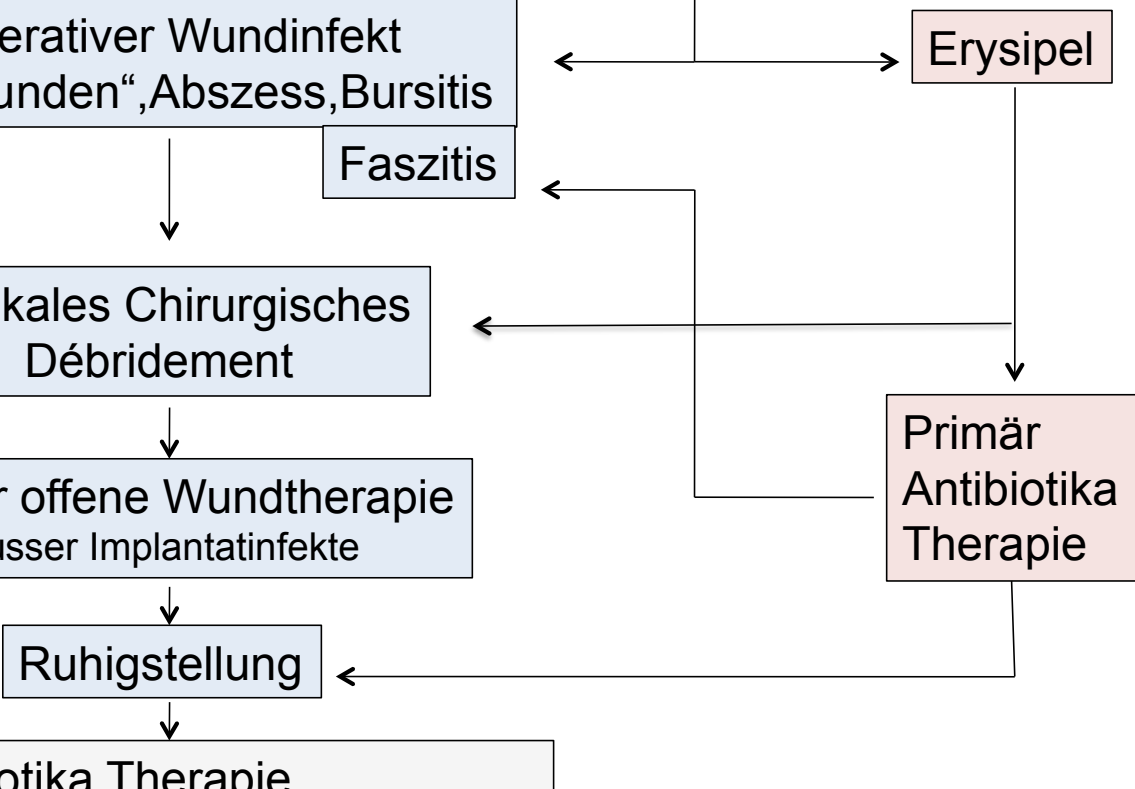 erativer Wundinfekt
unden“,Abszess,Bursitis
Erysipel
Faszitis
kales Chirurgisches
Débridement
Primär
Antibiotika
Therapie
r offene Wundtherapie
usser Implantatinfekte
Ruhigstellung
otika Therapie